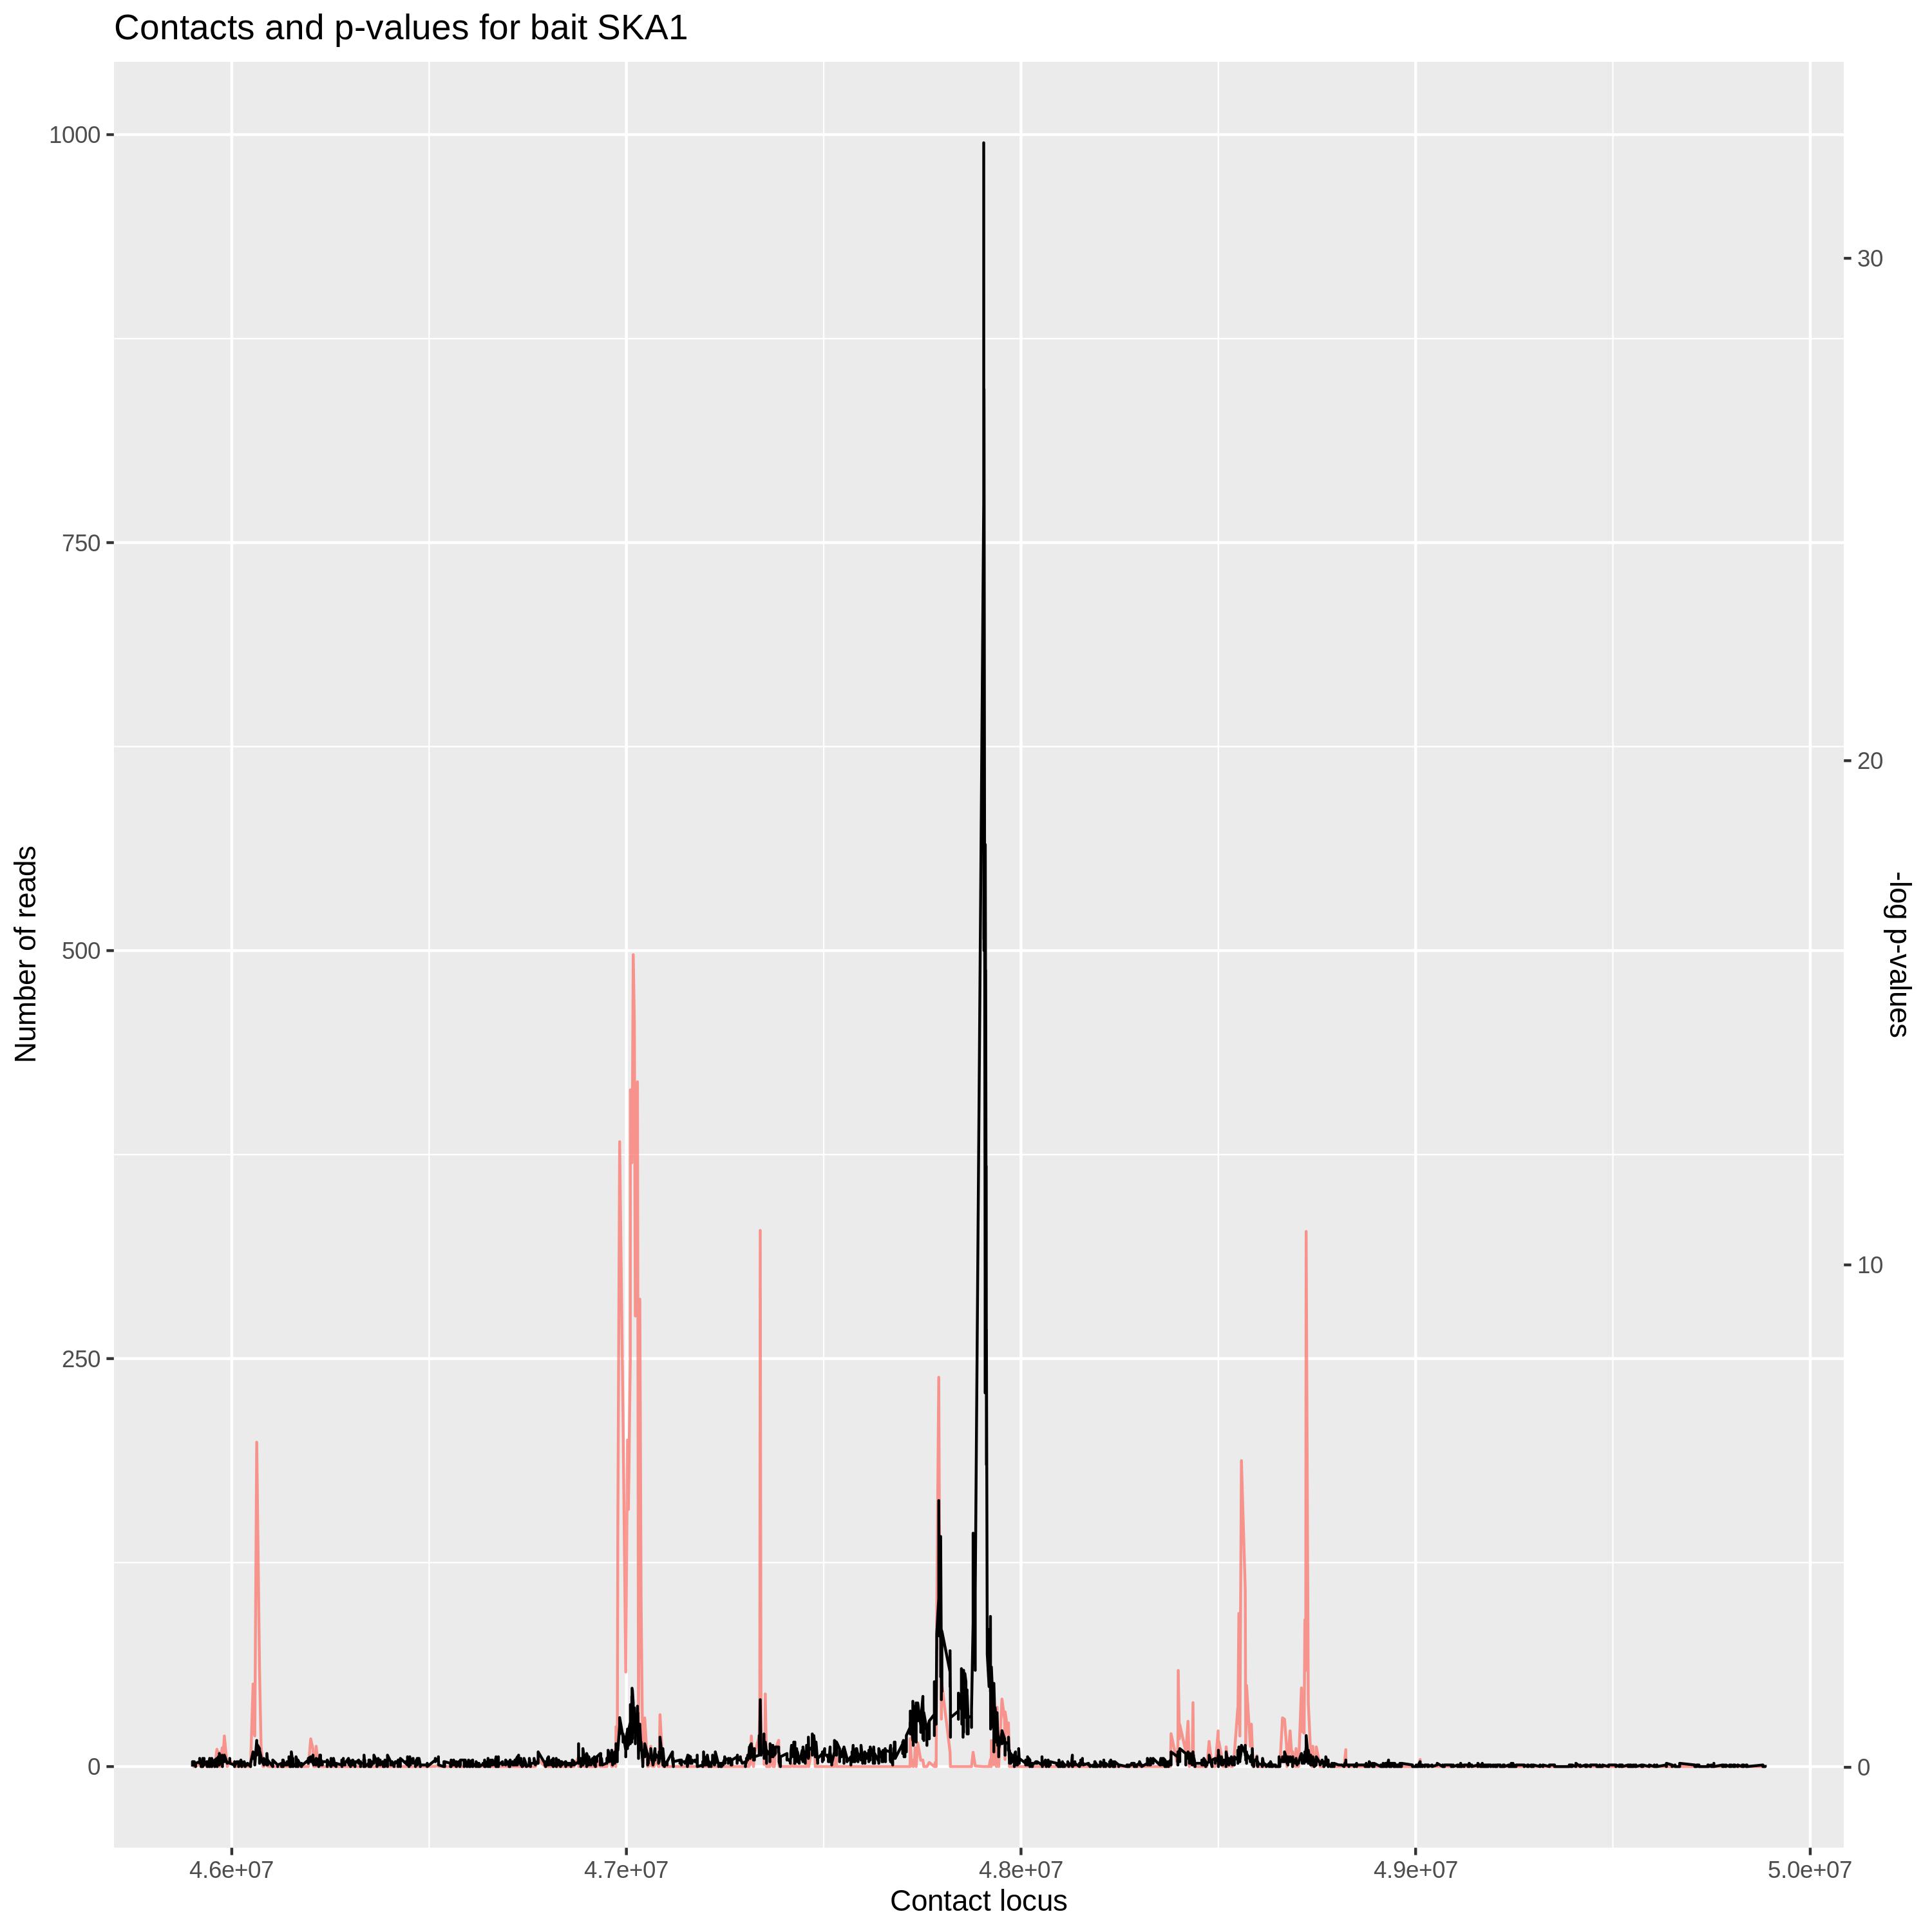 Contacts and p-values for bait SKA1
1000
750
500
250
0
Number of reads
30
20
10
0
-log p-values
4.6e+07
4.7e+07
4.8e+07
4.9e+07
5.0e+07
Contact locus